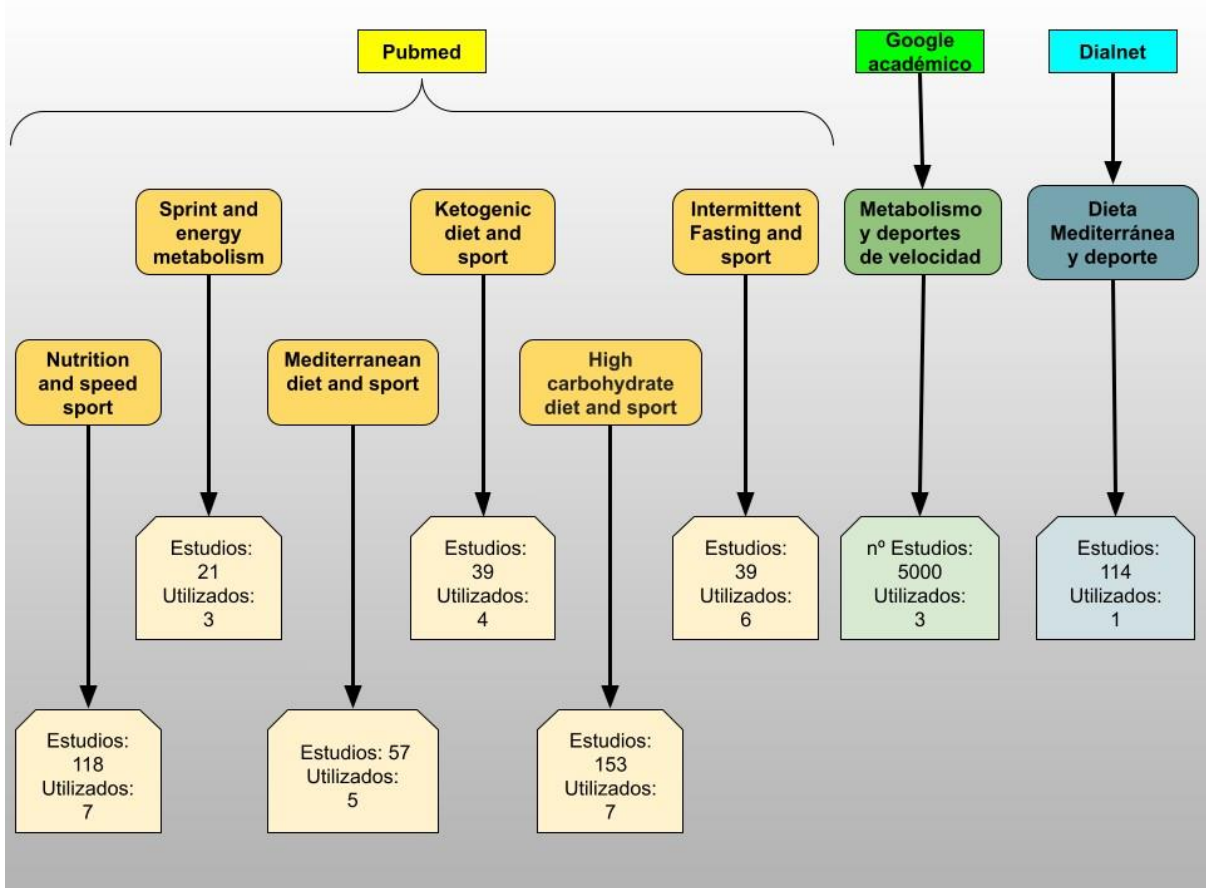 Pubmed
Google
académico
Dialnet
Sprint and
energy
metabolism
Ketogenic
diet and
sport
Intermittent
Fasting and
sport
Metabolismo
y deportes
de velocidad
Dieta
Mediterránea
y deporte
Nutrition
and speed
sport
Mediterranean
diet and sport
High
carbohydrate
diet and sport
Estudios:
21
Utilizados:
3
Estudios:
39
Utilizados:
4
Estudios:
39
Utilizados:
6
nº Estudios:
5000
Utilizados:
3
Estudios:
114
Utilizados:
1
Estudios:
118
Utilizados:
7
Estudios: 57
Utilizados:
5
Estudios:
153
Utilizados:
7